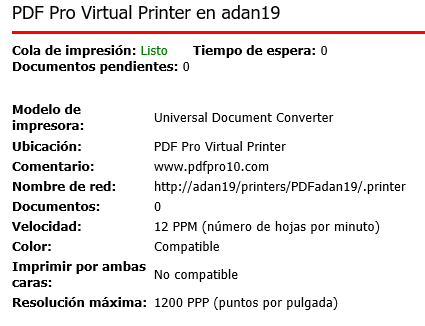 PDF Pro Virtual Printer en adan19
Cola de impresión: Listo Tiempo de espera: 0
Documentos pendientes: 0
Modelo de impresora: Universal Document Converter
Ubicación: PDF Pro Virtual Printer
Comentario: www.pdfpro10.com
Nombre de red: http://adan19/printers/PDFadan19/.printer
Documentos: 0
Velocidad: 12 PPM (número de hojas por minuto)
Color: Compatible
Imprimir por ambas caras: No compatible
Resolución máxima: 1200 PPP (puntos por pulgada)